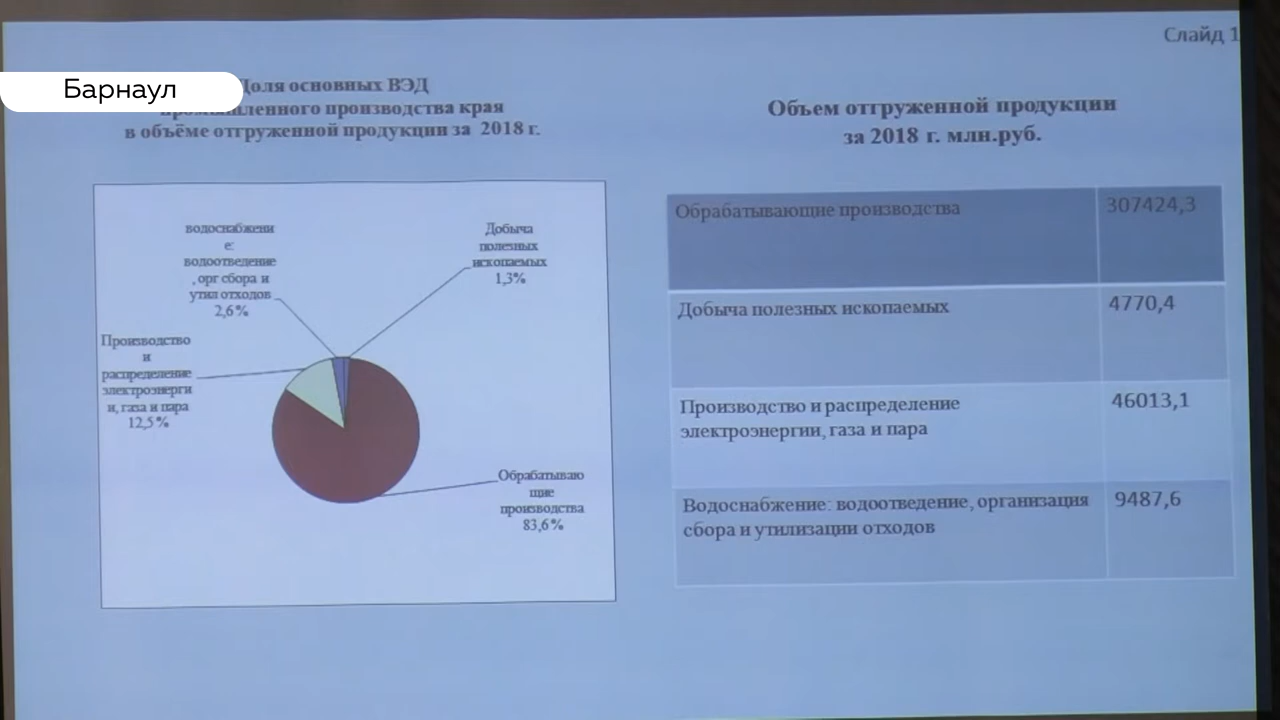 Слайд 1
Барнаул
Доля основных ВЭД
промышленного производства края
в объёме отгруженной продукции за 2018 г.
Объем отгруженной продукции
за 2018 г. млн.руб.
водоснабжени
е:
водоотведение
,орг сбора и
утил отходов
2,6%
Добыча
полезных
ископаемых
1,3%
Производство
и
распределение
электроэнерги
и, газа и пара
12,5%
Обрабатываю
щие
производства
83,6%
Обрабатывающие производства 307424,3
Добыча полезных ископаемых 4770,4
Производство и распределение 46013,1
электроэнергии, газа и пара
Водоснабжение: водоотведение, организация 9487,6
сбора и утилизации отходов